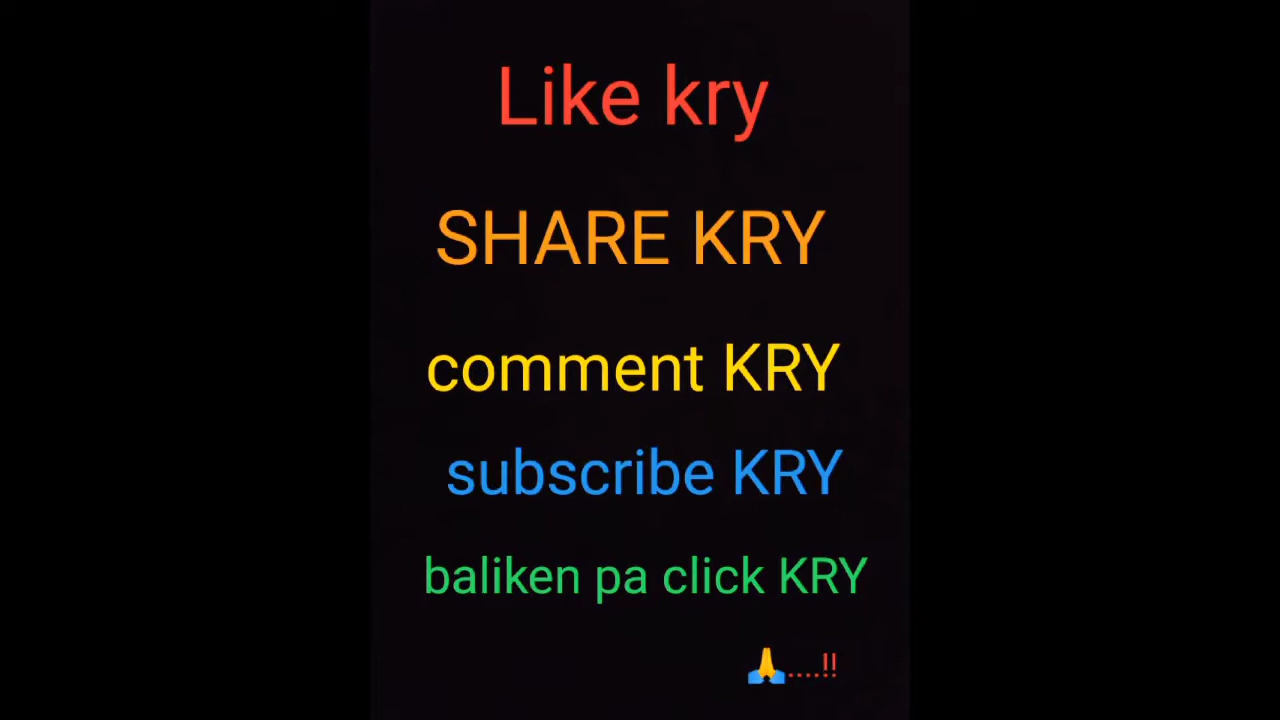 Like kry
SHARE KRY
comment KRY
subscribe KRY
baliken pa click KRY
🙏....!!